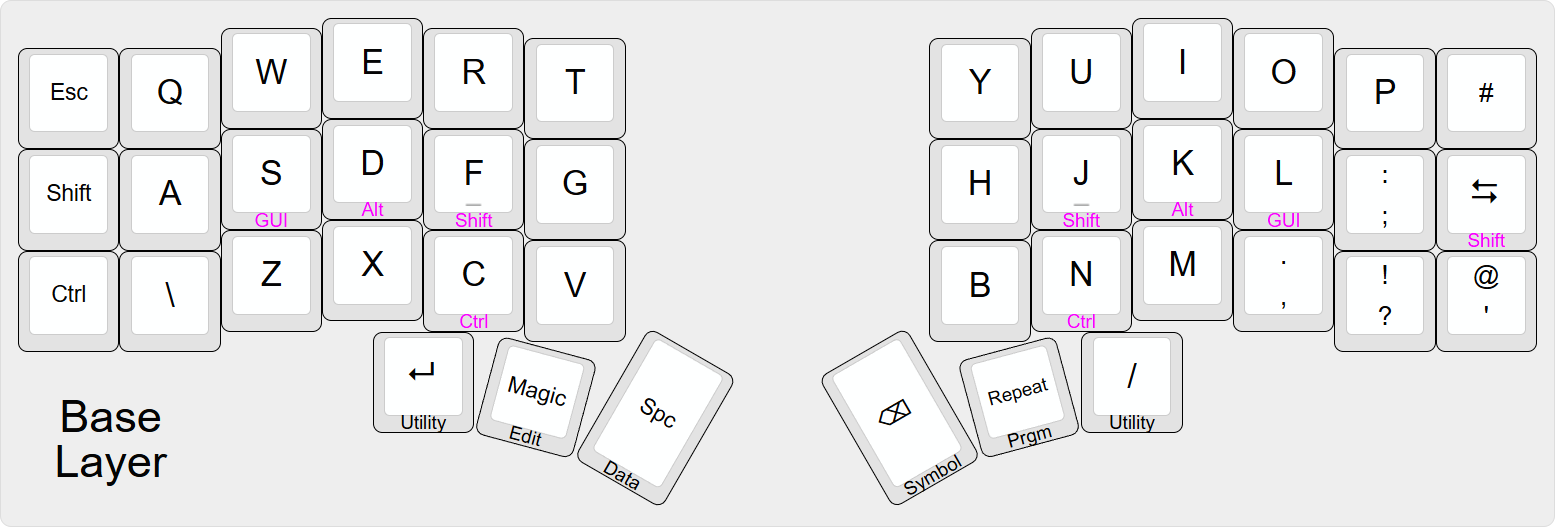 Esc Q W E R T Y U I O P #
Shift A S D F G H J K L : ;
GUI Alt Shift Shift Alt GUI Shift
Ctrl \ Z X C V B N M . , ! ? @ '
Ctrl Ctrl
↵ Magic Spc ⌫ Repeat /
Utility Edit Data Symbol Prgm Utility
Base
Layer